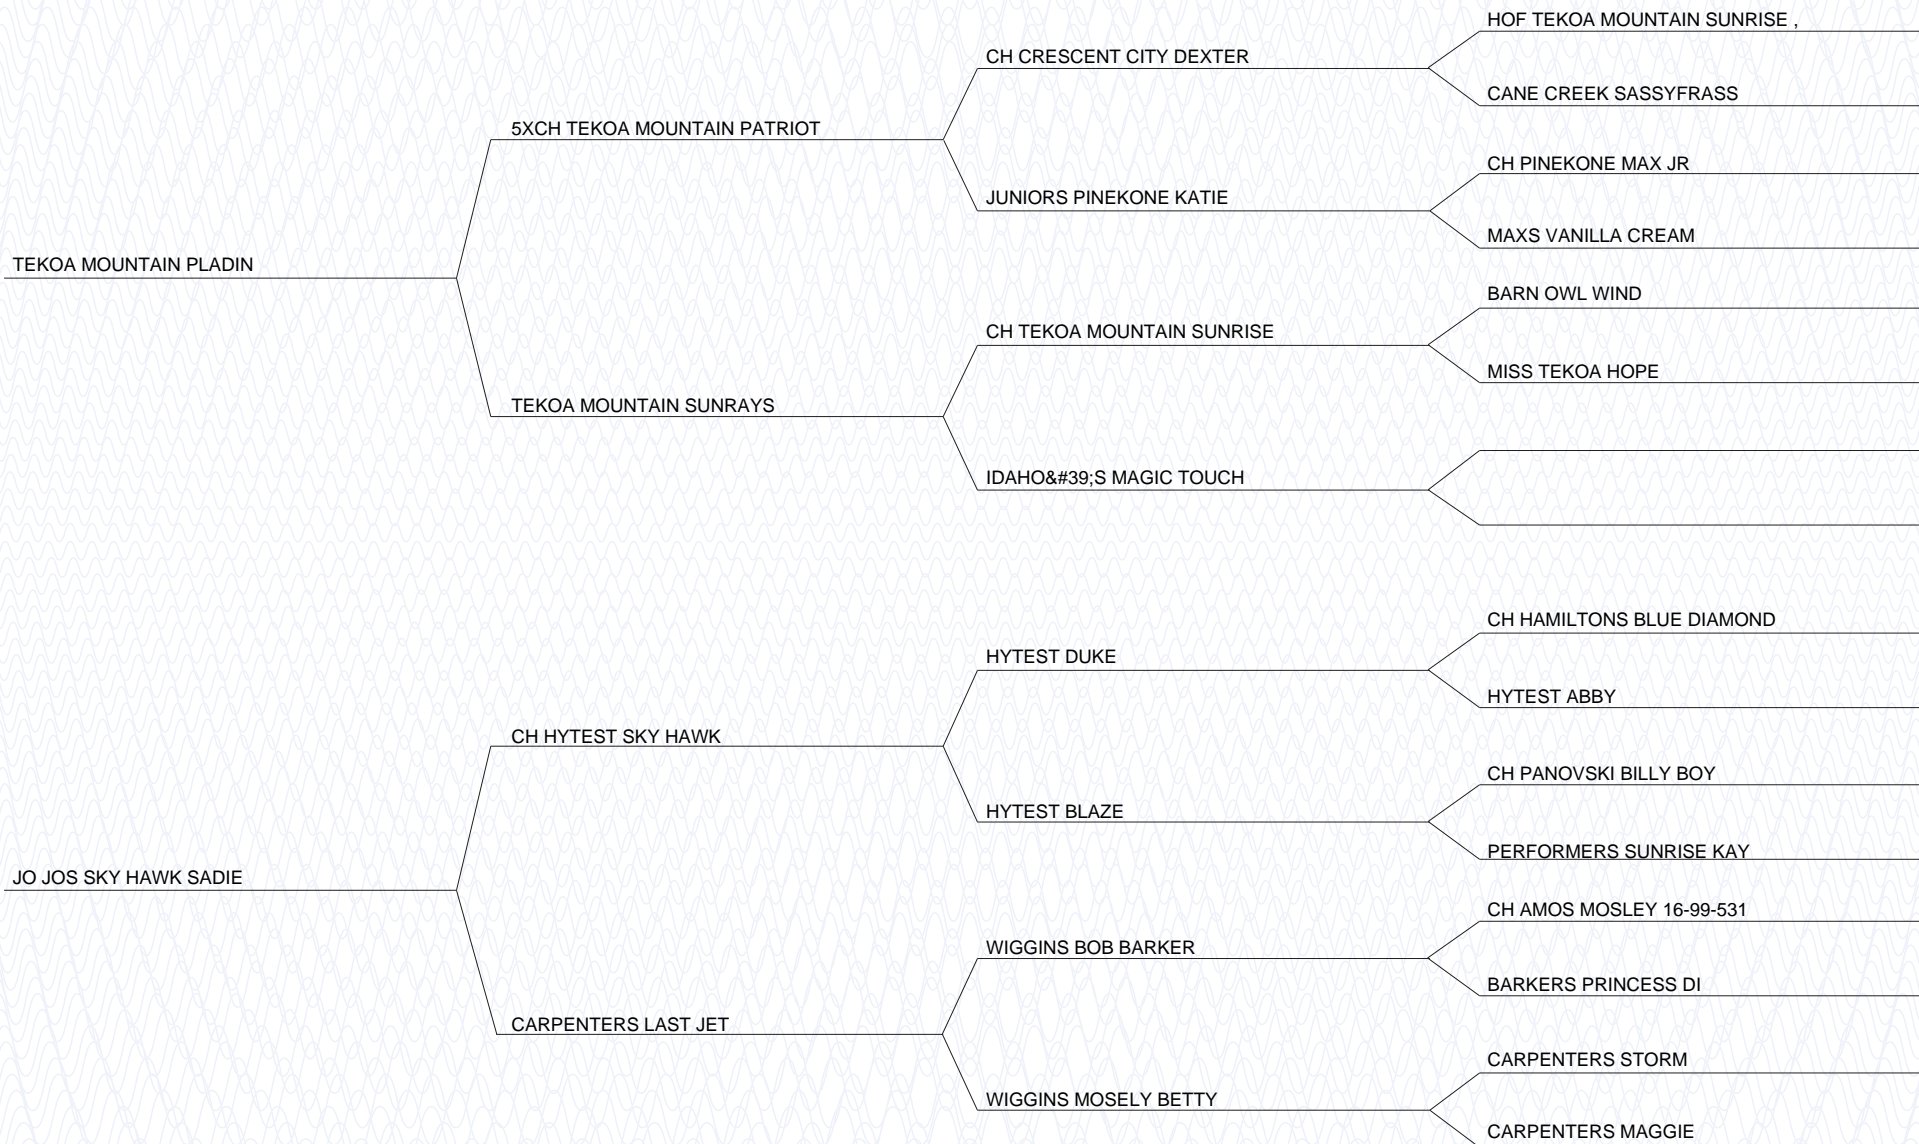 HOF TEKOA MOUNTAIN SUNRISE ,
CH CRESCENT CITY DEXTER
CANE CREEK SASSYFRASS
5XCH TEKOA MOUNTAIN PATRIOT
CH PINEKONE MAX JR
JUNIORS PINEKONE KATIE
MAXS VANILLA CREAM
TEKOA MOUNTAIN PLADIN
BARN OWL WIND
CH TEKOA MOUNTAIN SUNRISE
MISS TEKOA HOPE
TEKOA MOUNTAIN SUNRAYS
IDAHO&#39;S MAGIC TOUCH
CH HAMILTONS BLUE DIAMOND
HYTEST DUKE
HYTEST ABBY
CH HYTEST SKY HAWK
CH PANOVSKI BILLY BOY
HYTEST BLAZE
PERFORMERS SUNRISE KAY
JO JOS SKY HAWK SADIE
CH AMOS MOSLEY 16-99-531
WIGGINS BOB BARKER
BARKERS PRINCESS DI
CARPENTERS LAST JET
CARPENTERS STORM
WIGGINS MOSELY BETTY
CARPENTERS MAGGIE